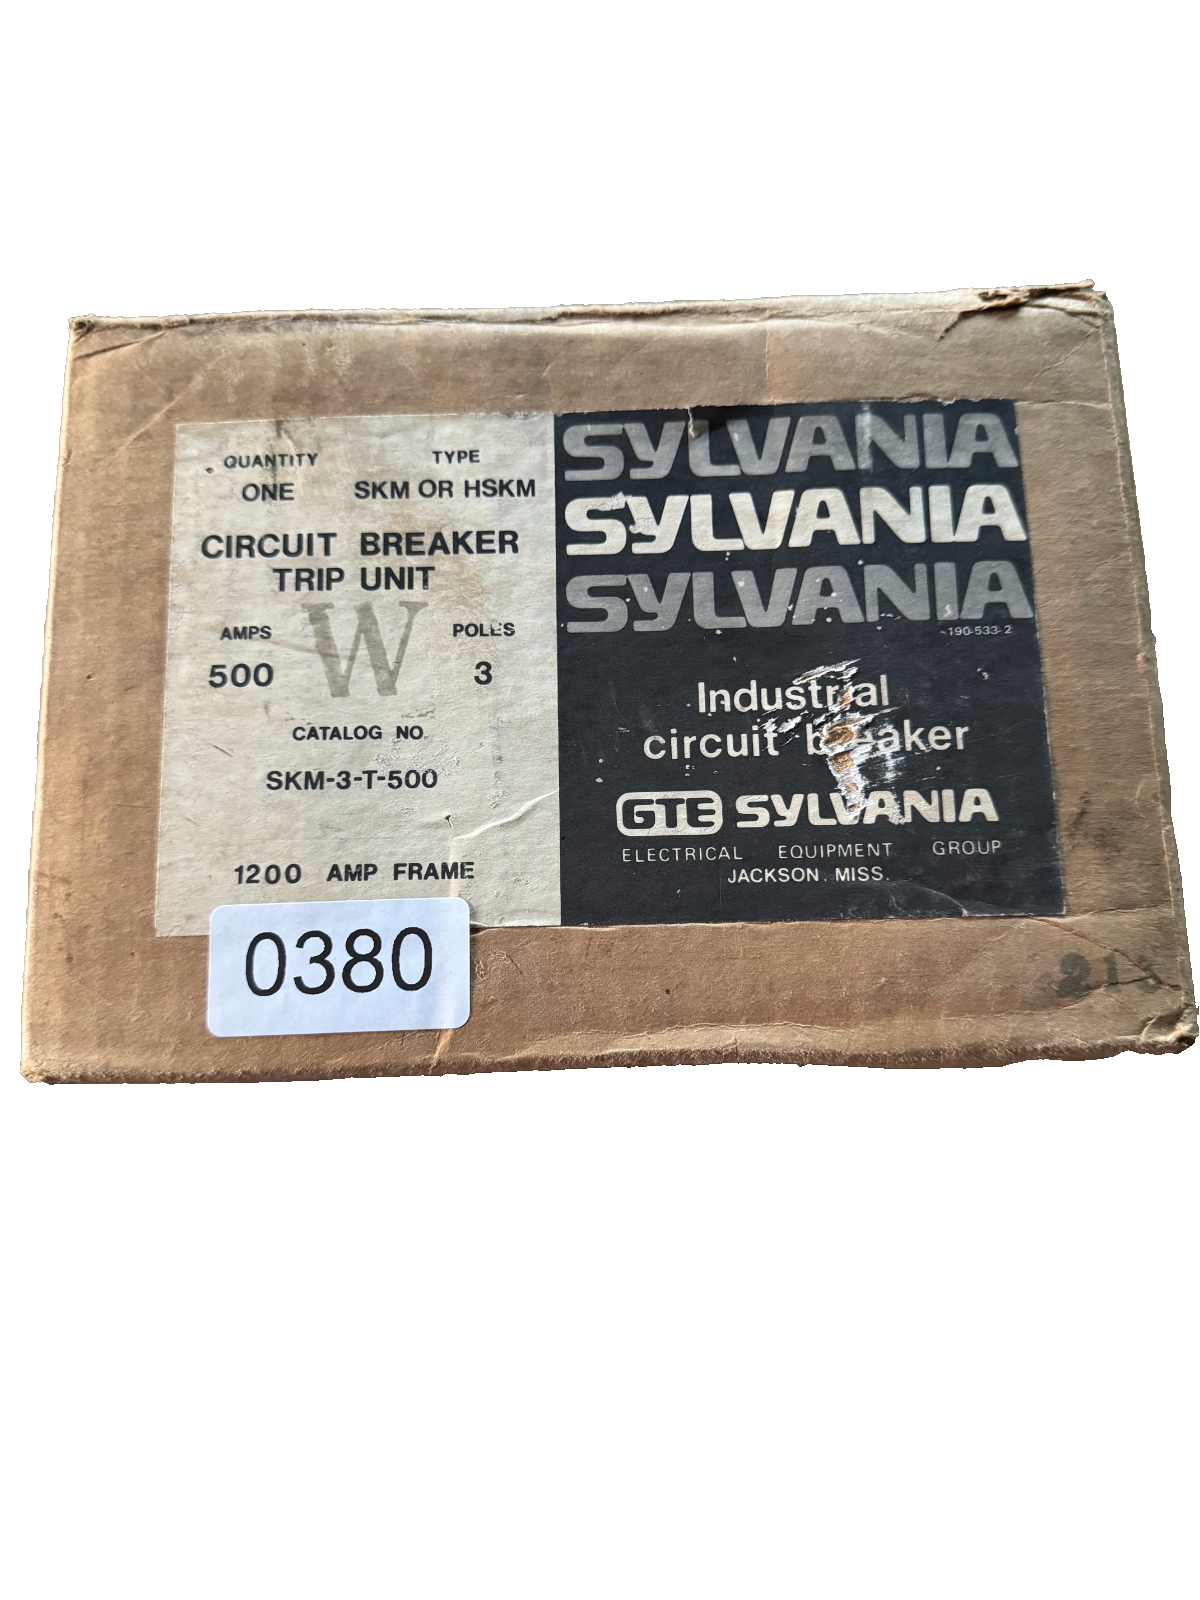 QUANTITY TYPE
ONE SKM OR HSKM
CIRCUIT BREAKER
TRIP UNIT
W
AMPS POLES
500 3
CATALOG NO.
SKM-3-T-500
1200 AMP FRAME
0380
SYLVANIA
SYLVANIA
SYLVANIA
190-533-2
Industrial
circuit breaker
GTE SYLVANIA
ELECTRICAL EQUIPMENT GROUP
JACKSON, MISS.